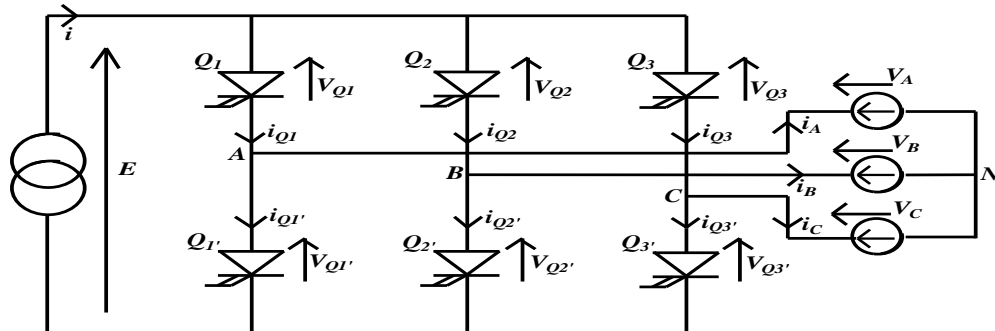 i
E
Q1
VQ1
Q2
VQ2
Q3
VQ3
VA
iQ1
iQ2
iQ3
iA
VB
A
B
iB
N
C
VC
iQ1'
iQ2'
iQ3'
iC
Q1'
VQ1'
Q2'
VQ2'
Q3'
VQ3'